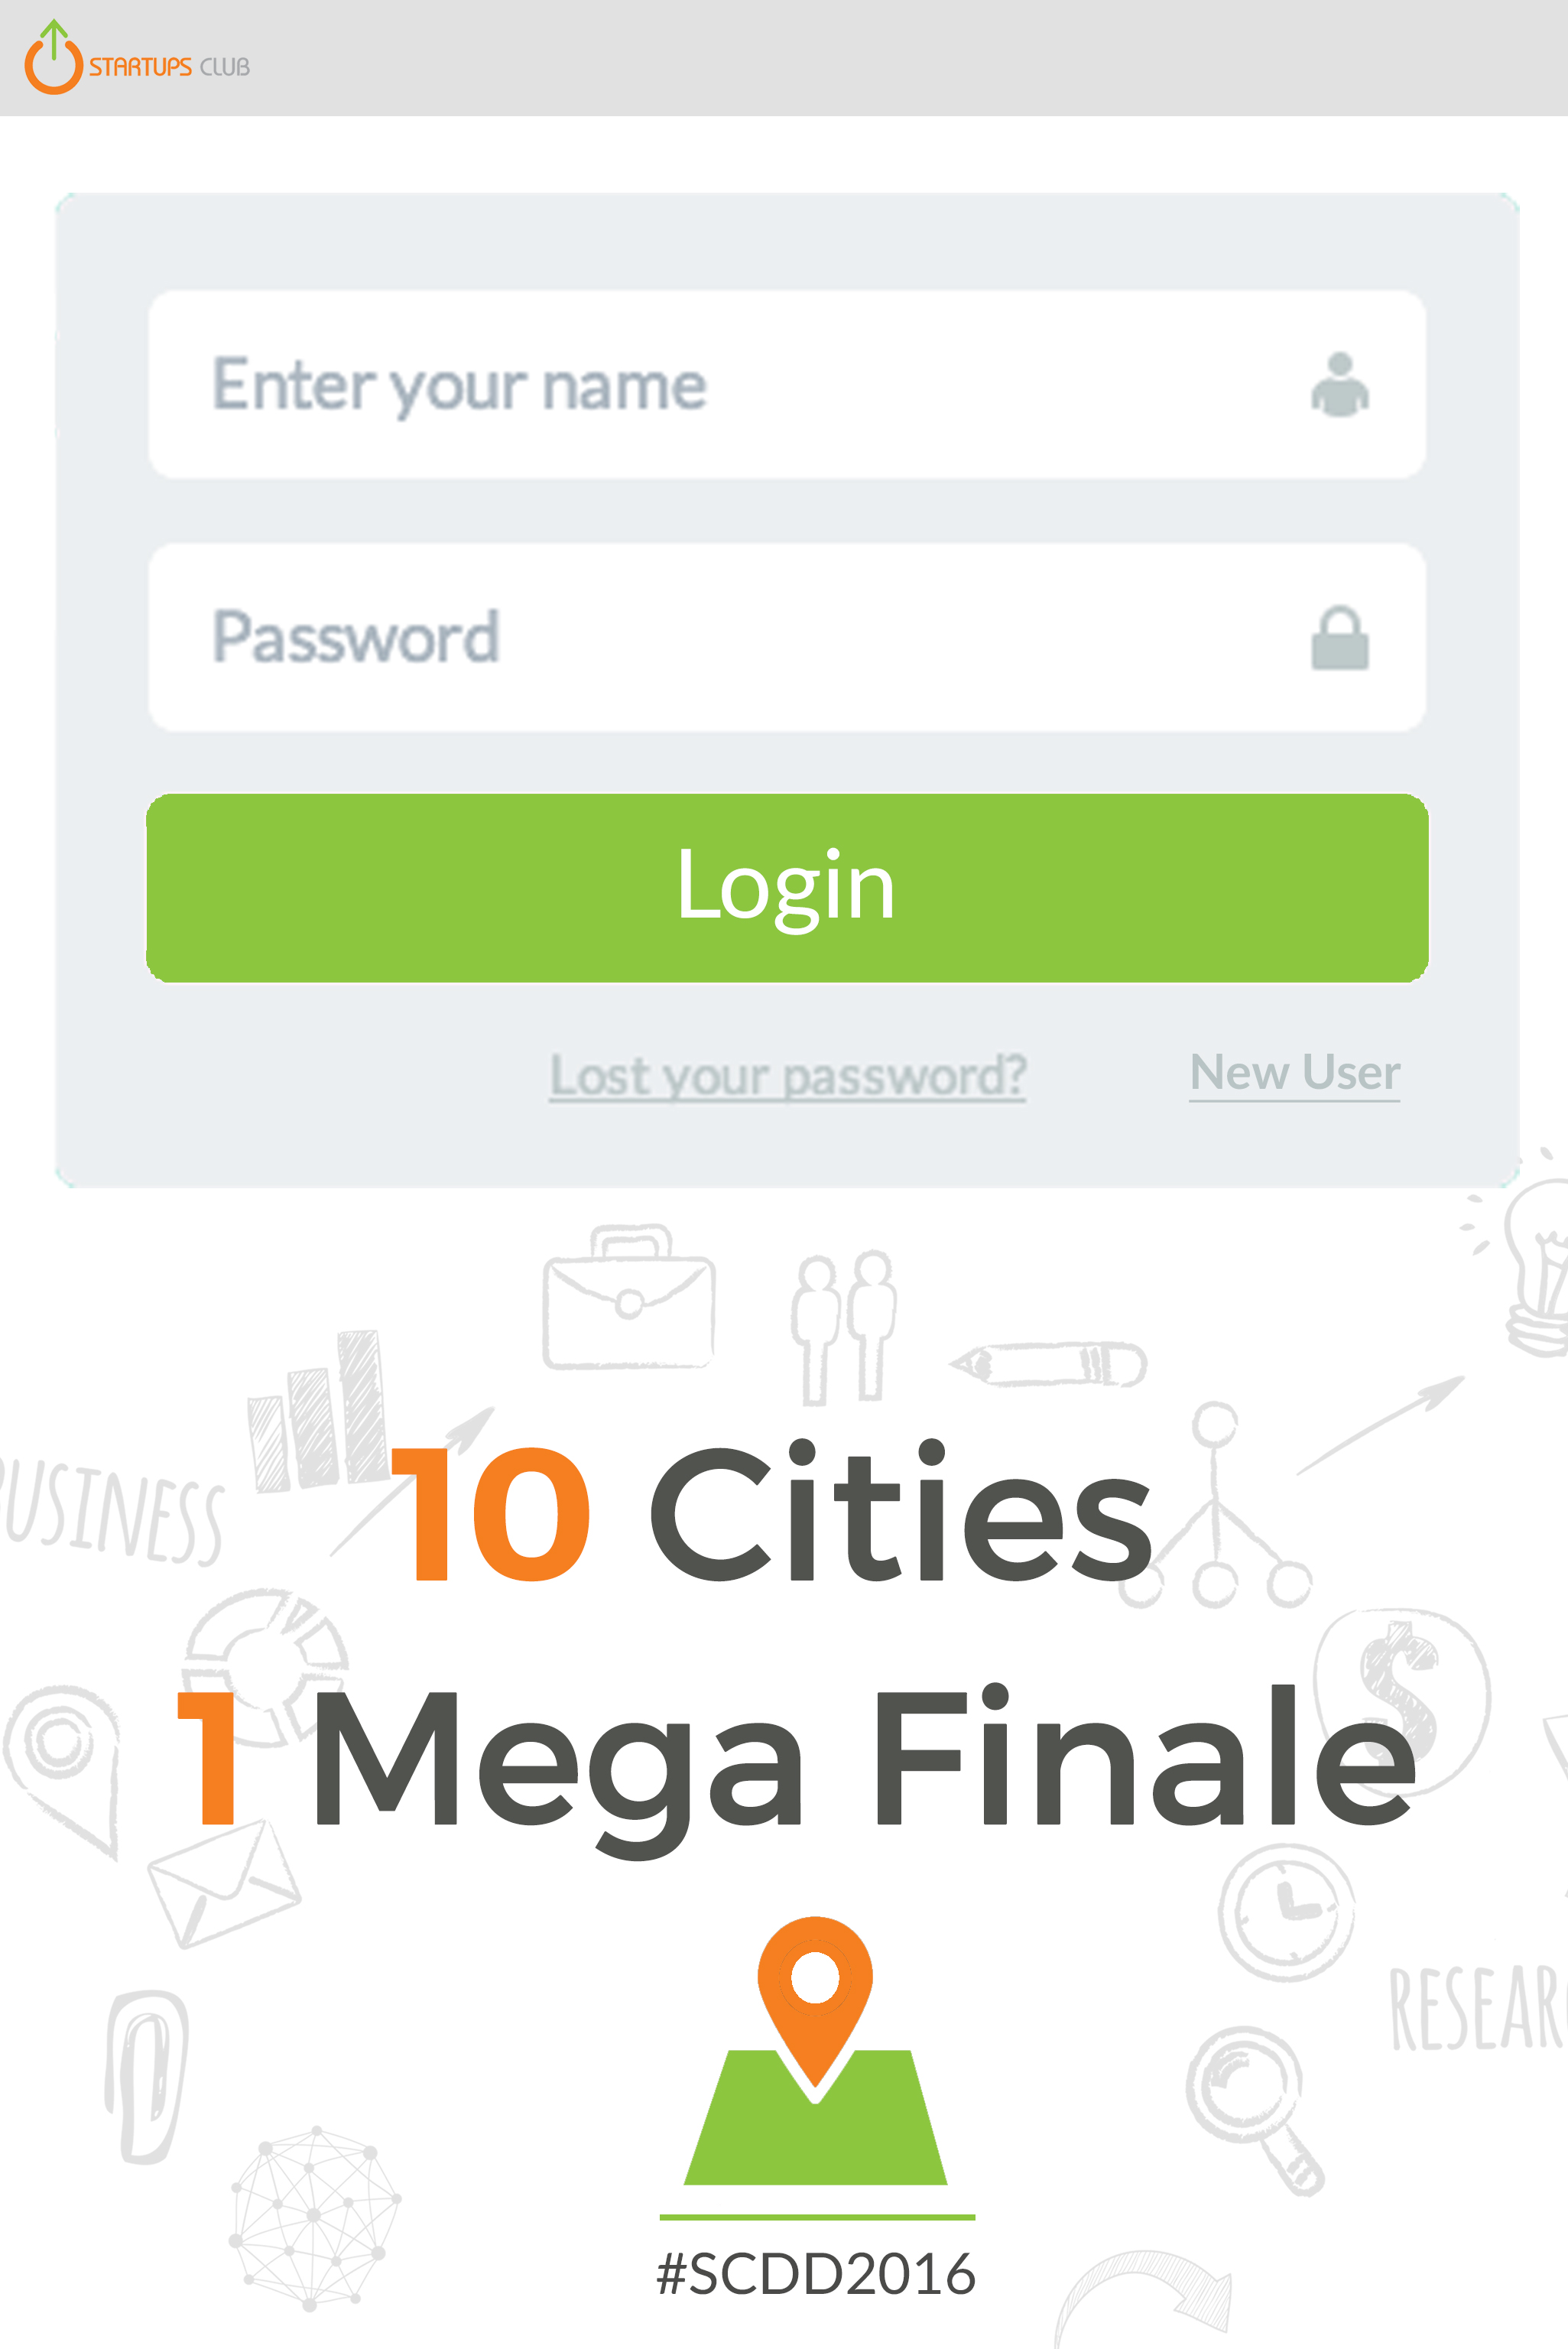 STARTUPS CLUB
Enter your name
Password
Login
Lost your password? New User
10 Cities
USINESS
1 Mega Finale
RESEAR
#SCDD2016